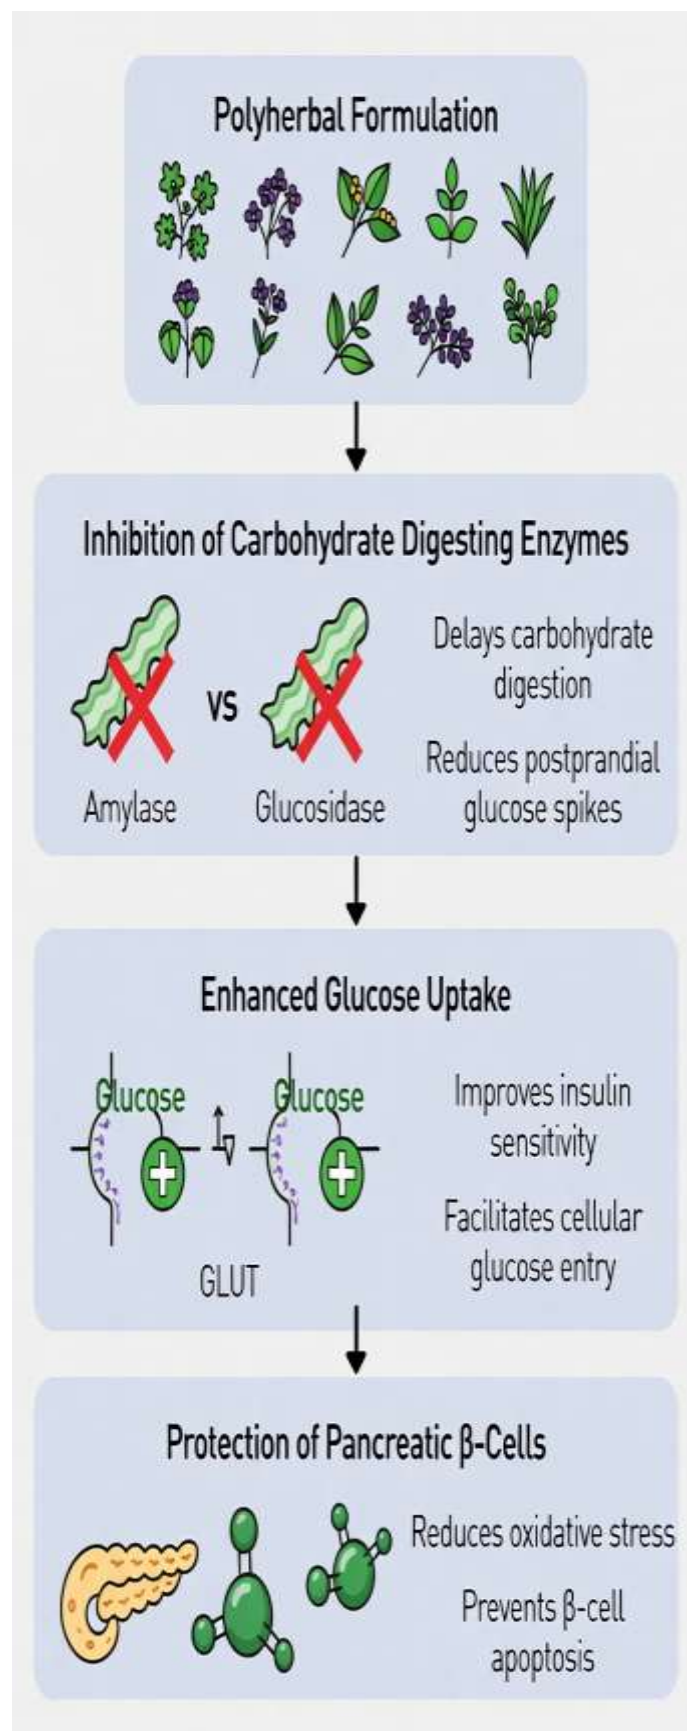 Polyherbal Formulation
Inhibition of Carbohydrate Digesting Enzymes
Delays carbohydrate
digestion
vs
Reduces postprandial
glucose spikes
Amylase
Glucosidase
Enhanced Glucose Uptake
Glucose
Glucose
Improves insulin
sensitivity
Facilitates cellular
glucose entry
GLUT
Protection of Pancreatic β-Cells
Reduces oxidative stress
Prevents β-cell
apoptosis